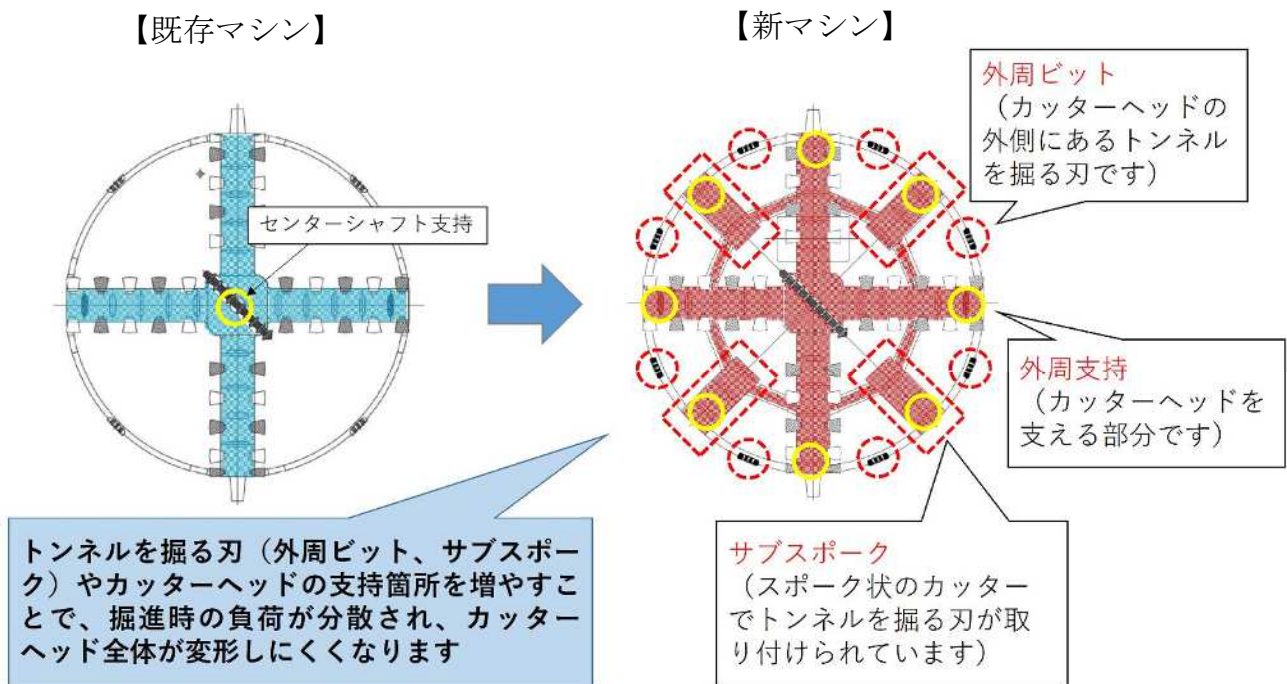 【既存マシン】
【新マシン】
センターシャフト支持
外周ビット
（カッターヘッドの
外側にあるトンネル
を掘る刃です）
外周支持
（カッターヘッドを
支える部分です）
トンネルを掘る刃（外周ビット、サブスポー
ク）やカッターヘッドの支持箇所を増やすこ
とで、掘進時の負荷が分散され、カッター
ヘッド全体が変形しにくくなります
サブスポーク
（スポーク状のカッター
でトンネルを掘る刃が取
り付けられています）